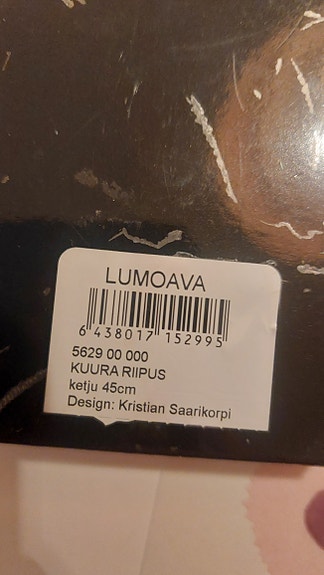 LUMOAVA
6 438017 152995
5629 00 000
KUURA RIIPUS
ketju 45cm
Design: Kristian Saarikorpi